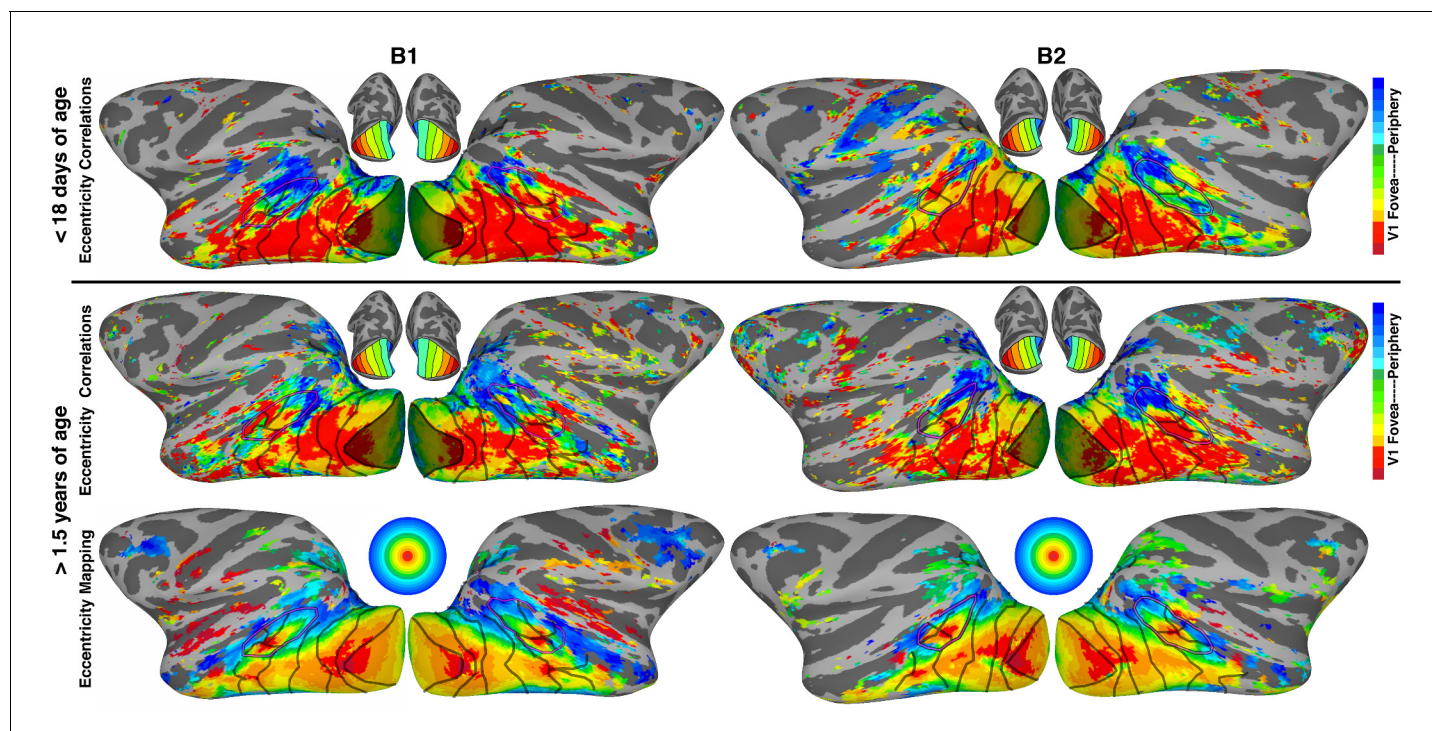 B1
B2
< 18 days of age
Eccentricity Correlations
V1 Fovea-----Periphery
> 1.5 years of age
Eccentricity Correlations
V1 Fovea-----Periphery
Eccentricity Mapping